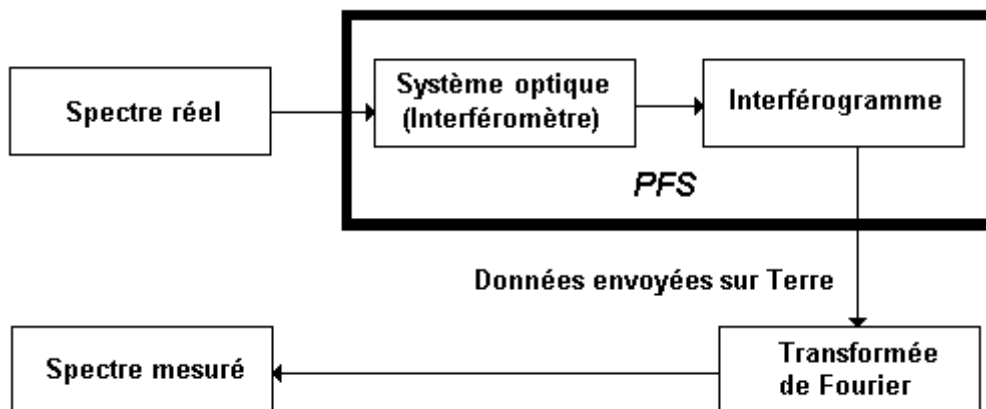 Spectre réel
Système optique
(Interféromètre)
Interférogramme
PFS
Données envoyées sur Terre
Spectre mesuré
Transformée
de Fourier